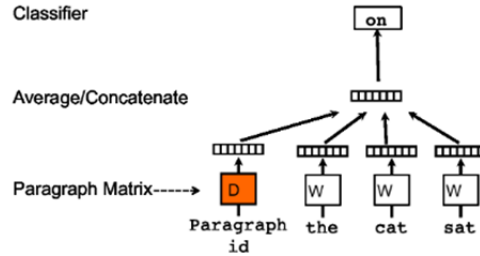 Classifier
on
Average/Concatenate
Paragraph Matrix
D
W
W
W
Paragraph
id
the
cat
sat